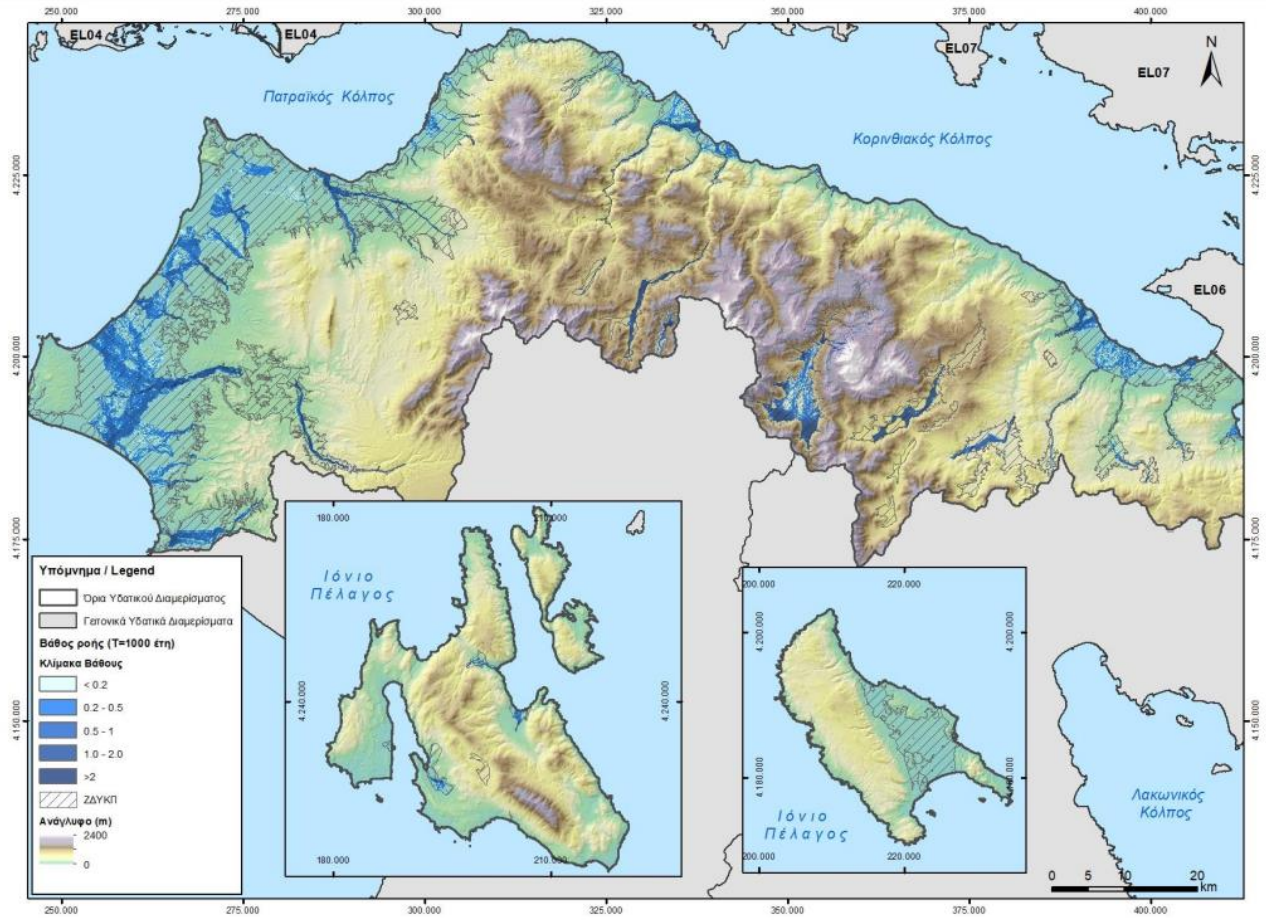 250.000 275.000 300.000 325.000 350.000 375.000 400.000
EL04 EL04 EL07 EL07
N
Πατραϊκός Κόλπος
Κορινθιακός Κόλπος
4.225.000 4.225.000
EL06
4.200.000 4.200.000
4.175.000 4.175.000
4.150.000 4.150.000
180.000 210.000
Ιόνιο
Πέλαγος
4.240.000 4.240.000
180.000 210.000
200.000 220.000
4.200.000 4.200.000
4.180.000 4.180.000
Ιόνιο
Πέλαγος
200.000 220.000
Λακωνικός
Κόλπος
Υπόμνημα / Legend
Όρια Υδατικού Διαμερίσματος
Γειτονικά Υδατικά Διαμερίσματα
Βάθος ροής (T=1000 έτη)
Κλίμακα Βάθους
< 0.2
0.2 - 0.5
0.5 - 1
1.0 - 2.0
>2
ΖΔΥΚΠ
Ανάγλυφο (m)
2400
0
0 5 10 20
km
250.000 275.000 300.000 325.000 350.000 375.000 400.000